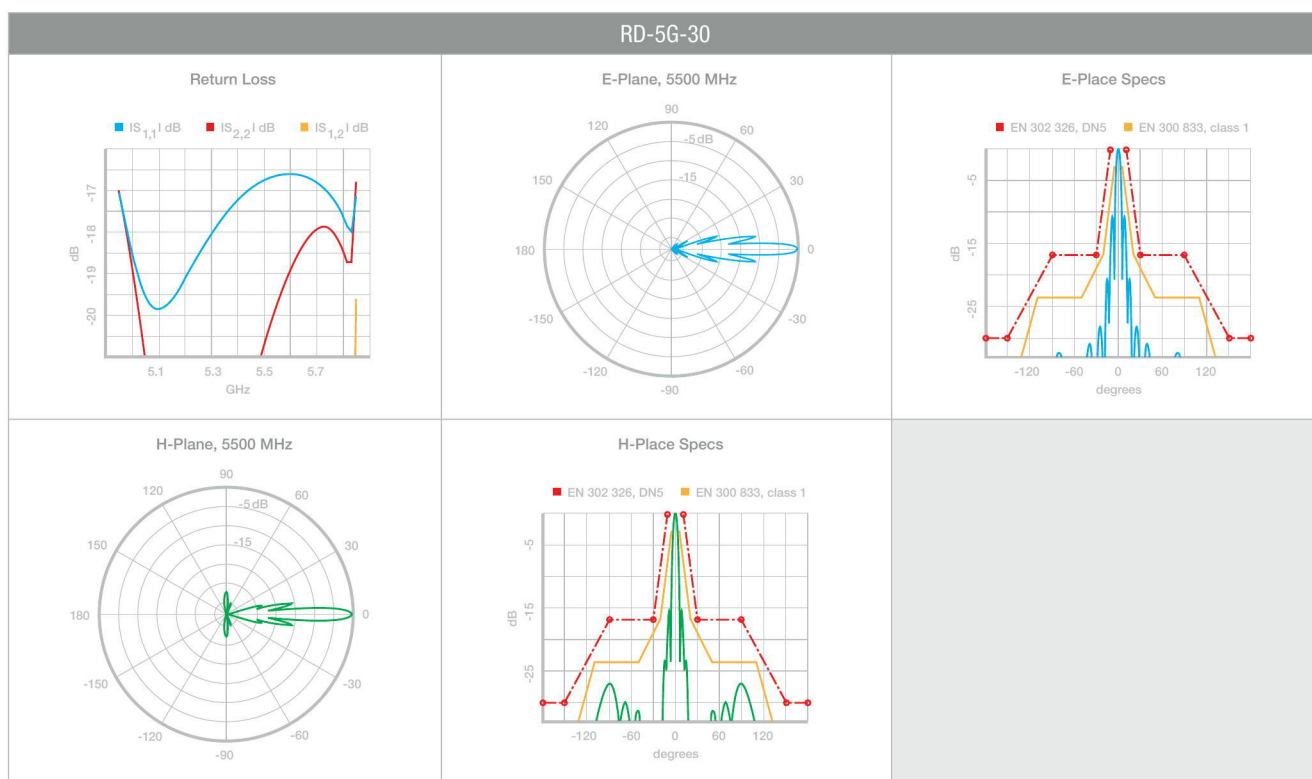 RD-5G-30
Return Loss
IS1,1I dB IS2,2I dB IS1,2I dB
-17
-18
-19
-20
dB
5.1 5.3 5.5 5.7
GHz
E-Plane, 5500 MHz
90
120 60
-5 dB
150 30
-15
180 0
-150 -30
-120 -60
-90
E-Place Specs
EN 302 326, DN5 EN 300 833, class 1
-5
-15
-25
dB
-120 -60 0 60 120
degrees
H-Plane, 5500 MHz
90
120 60
-5 dB
150 30
-15
180 0
-150 -30
-120 -60
-90
H-Place Specs
EN 302 326, DN5 EN 300 833, class 1
-5
-15
-25
dB
-120 -60 0 60 120
degrees